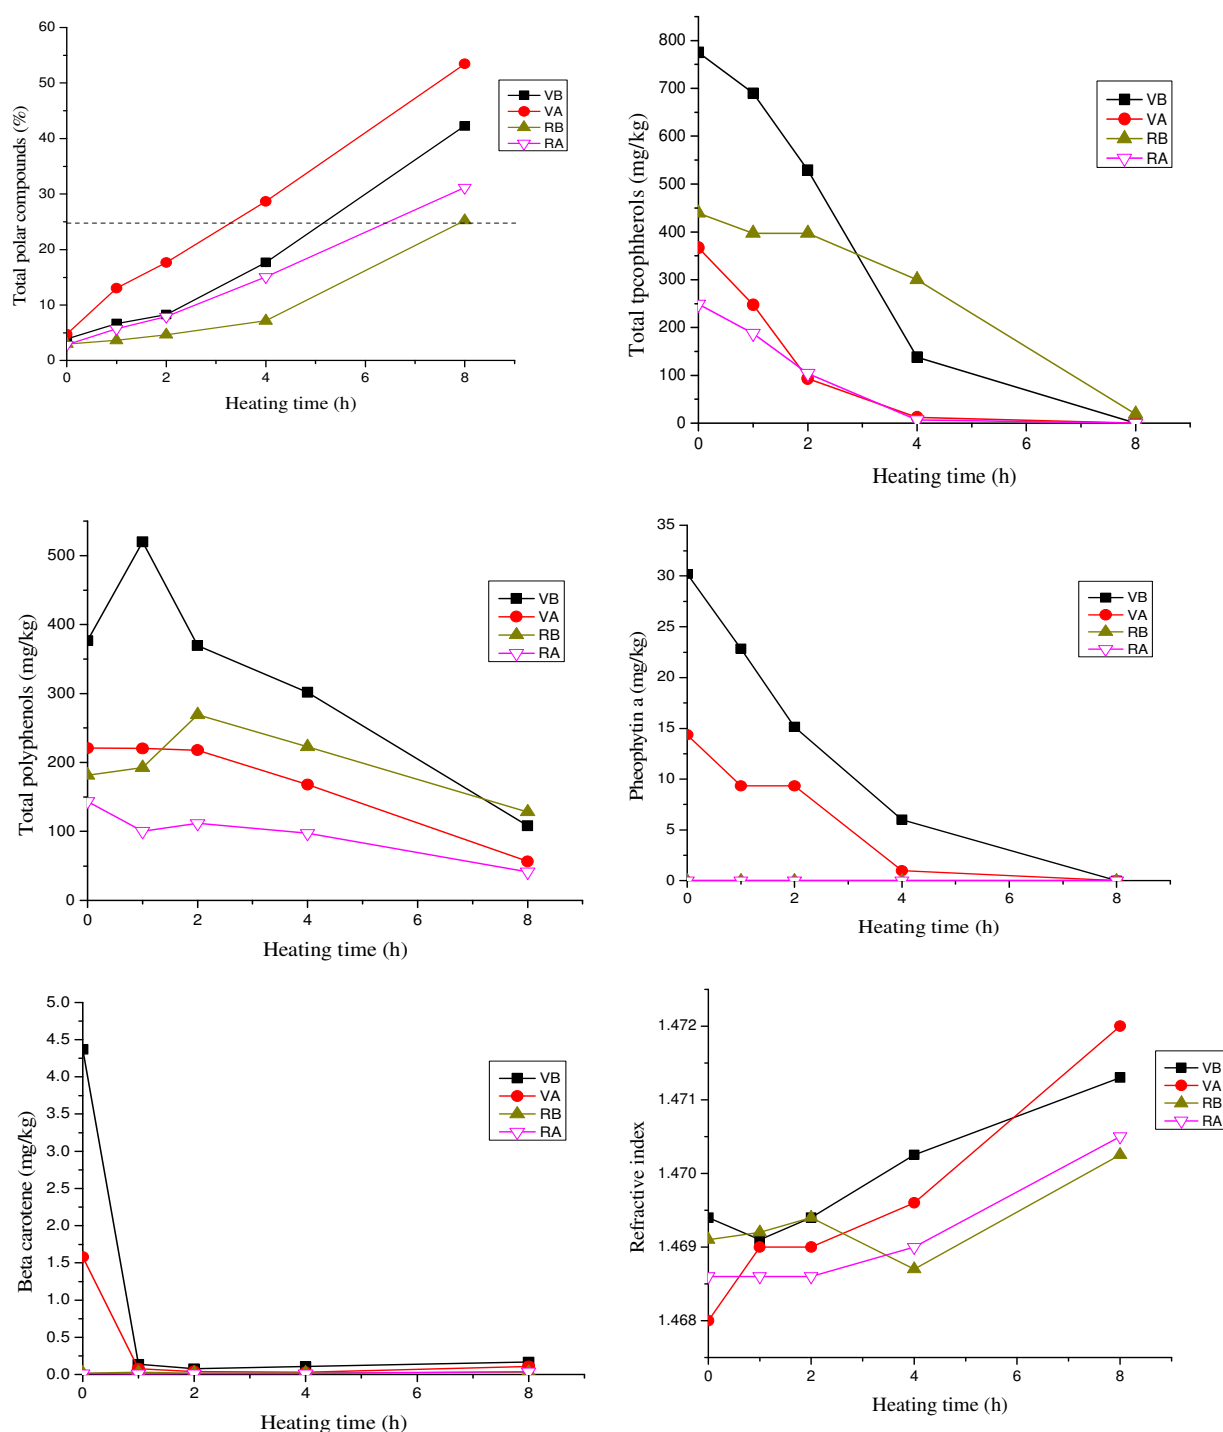 Total polar compounds (%)
60
50
40
30
20
10
0
0 2 4 6 8
Heating time (h)
VB
VA
RB
RA
Total tpcophherols (mg/kg)
800
700
600
500
400
300
200
100
0
0 2 4 6 8
Heating time (h)
VB
VA
RB
RA
Total polyphenols (mg/kg)
500
400
300
200
100
0
0 2 4 6 8
Heating time (h)
VB
VA
RB
RA
Pheophytin a (mg/kg)
35
30
25
20
15
10
5
0
0 2 4 6 8
Heating time (h)
VB
VA
RB
RA
Beta carotene (mg/kg)
5.0
4.5
4.0
3.5
3.0
2.5
2.0
1.5
1.0
0.5
0.0
0 2 4 6 8
Heating time (h)
VB
VA
RB
RA
Refractive index
1.472
1.471
1.470
1.469
1.468
0 2 4 6 8
Heating time (h)
VB
VA
RB
RA